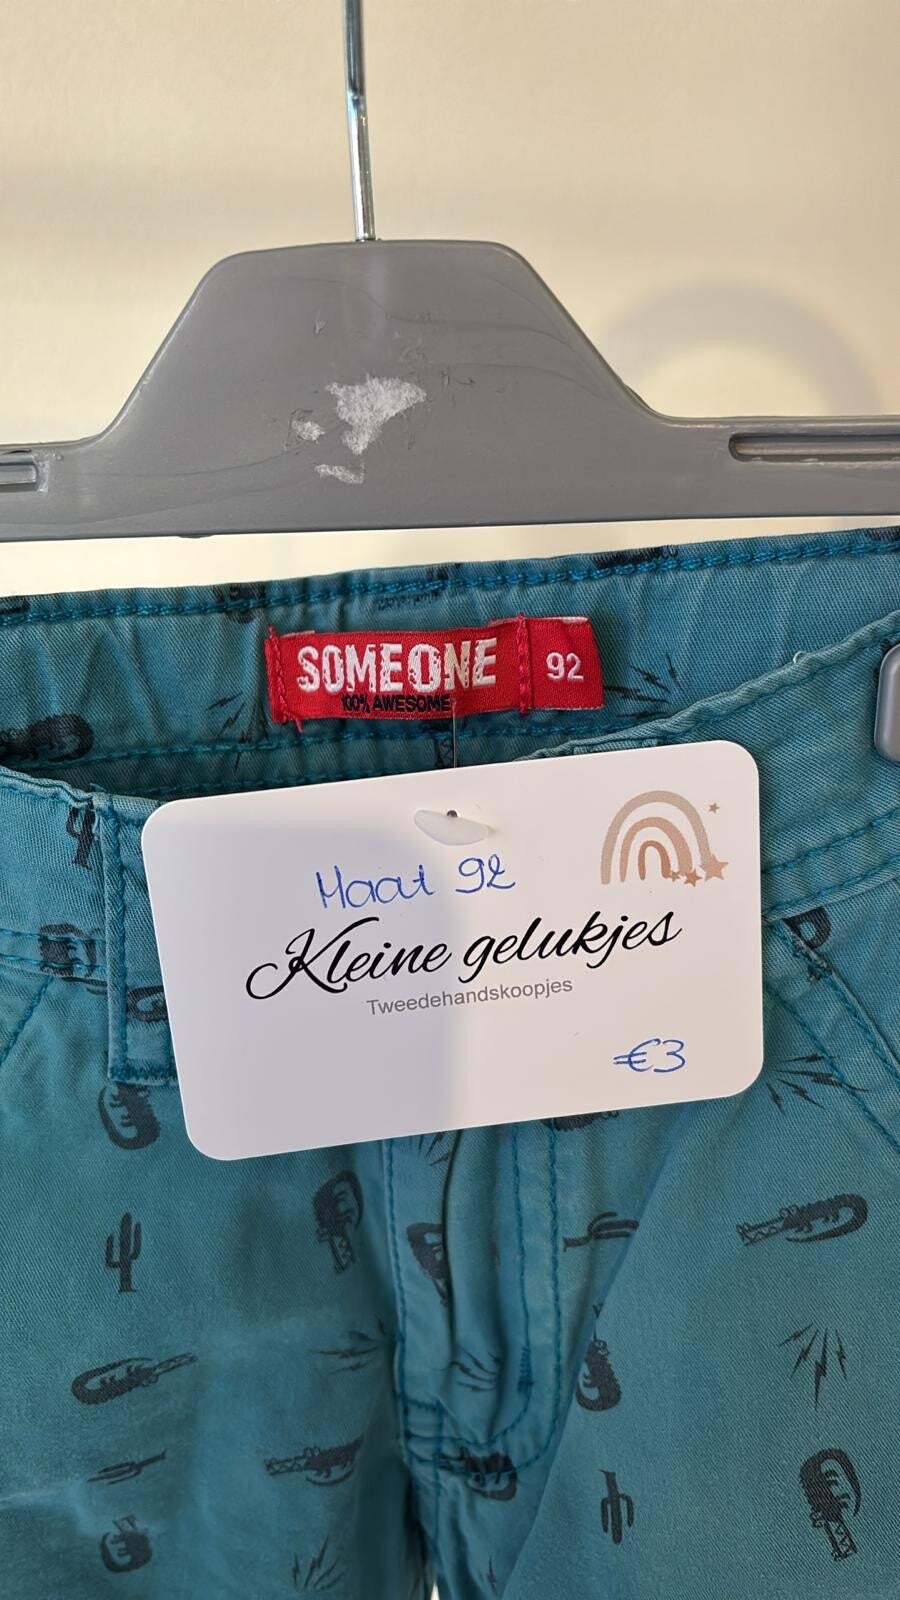 SOMEONE 92
100% AWESOME
Maat 92
Kleine gelukjes
Tweedehandskoopjes
€3